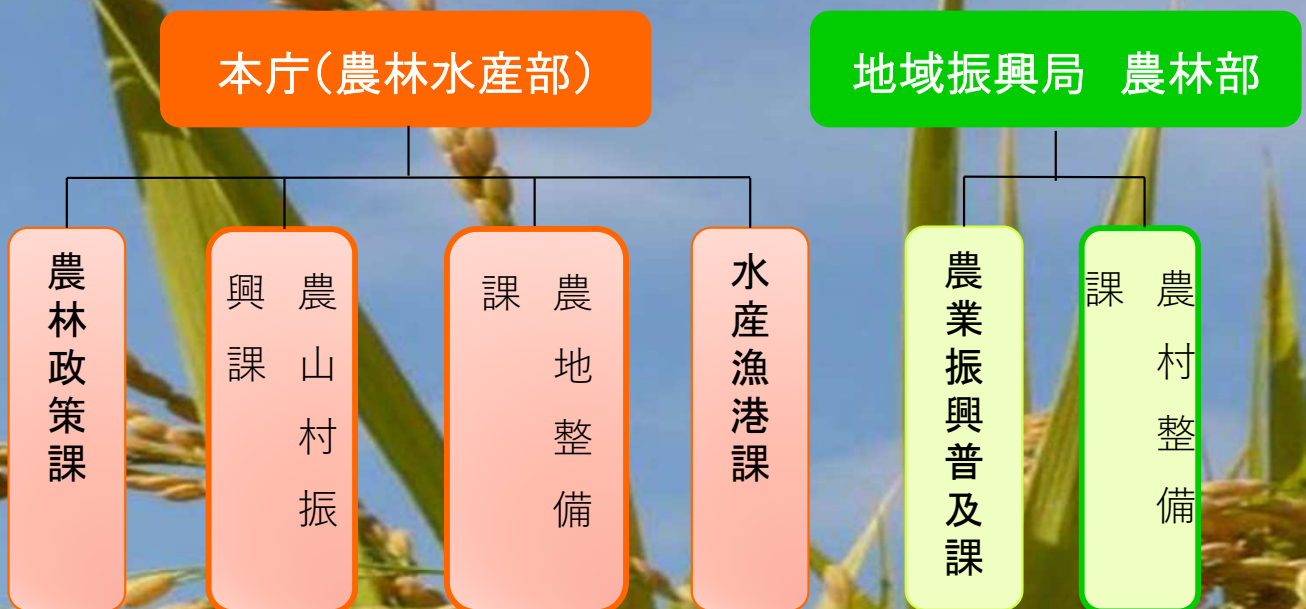 本庁（農林水産部）
地域振興局　農林部
農林政策課
農山村振
興課
農地整備
課
水産漁港課
農業振興普及課
農村整備
課